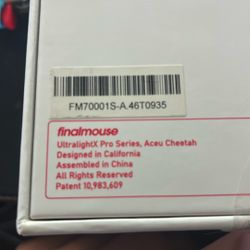 FM70001S-A.46T0935
finalmouse
UltralightX Pro Series, Aceu Cheetah
Designed in California
Assembled in China
All Rights Reserved
Patent 10,983,609